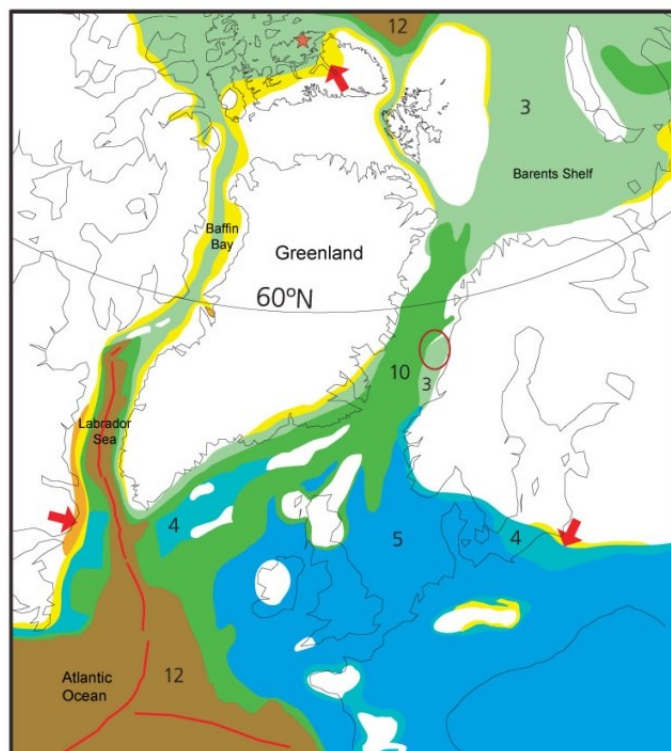 12
3
Barents Shelf
Baffin
Bay
Greenland
60ºN
10
3
Labrador
Sea
4
5
4
Atlantic
Ocean
12